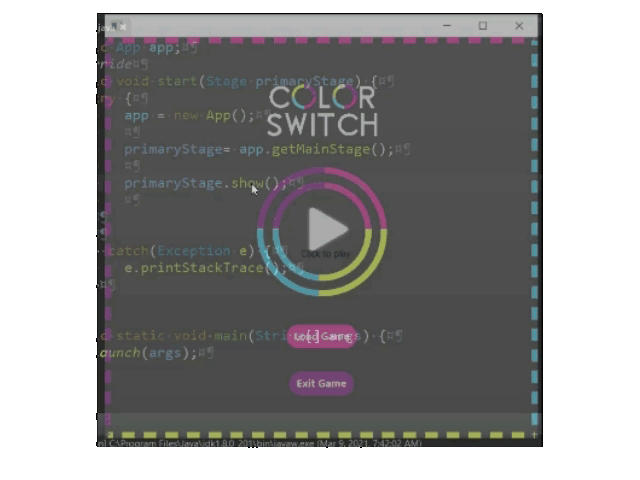 .java ✖
c App app;
ride
c void start(Stage primaryStage) {
ry {
app = new App();
COLOR
SWITCH
primaryStage= app.getMainStage();
primaryStage.show();
Click to play
catch(Exception e) {
e.printStackTrace();
c static void main(Stri [] args) {
Load Game
aunch(args);
Exit Game
n] C:\Program Files\Java\jdk1.8.0_201\bin\javaw.exe (Mar 9, 2021, 7:42:02 AM)